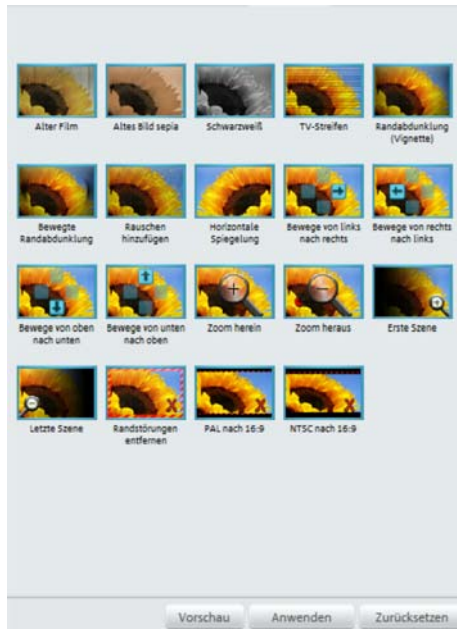 Alter Film
Altes Bild sepia
Schwarzweiß
TV-Streifen
Randabdunklung
(Vignette)
Bewegte
Randabdunklung
Rauschen
hinzufügen
Horizontale
Spiegelung
Bewege von links
nach rechts
Bewege von rechts
nach links
Bewege von oben
nach unten
Bewege von unten
nach oben
Zoom herein
Zoom heraus
Erste Szene
Letzte Szene
Randstörungen
entfernen
PAL nach 16:9
NTSC nach 16:9
Vorschau
Anwenden
Zurücksetzen